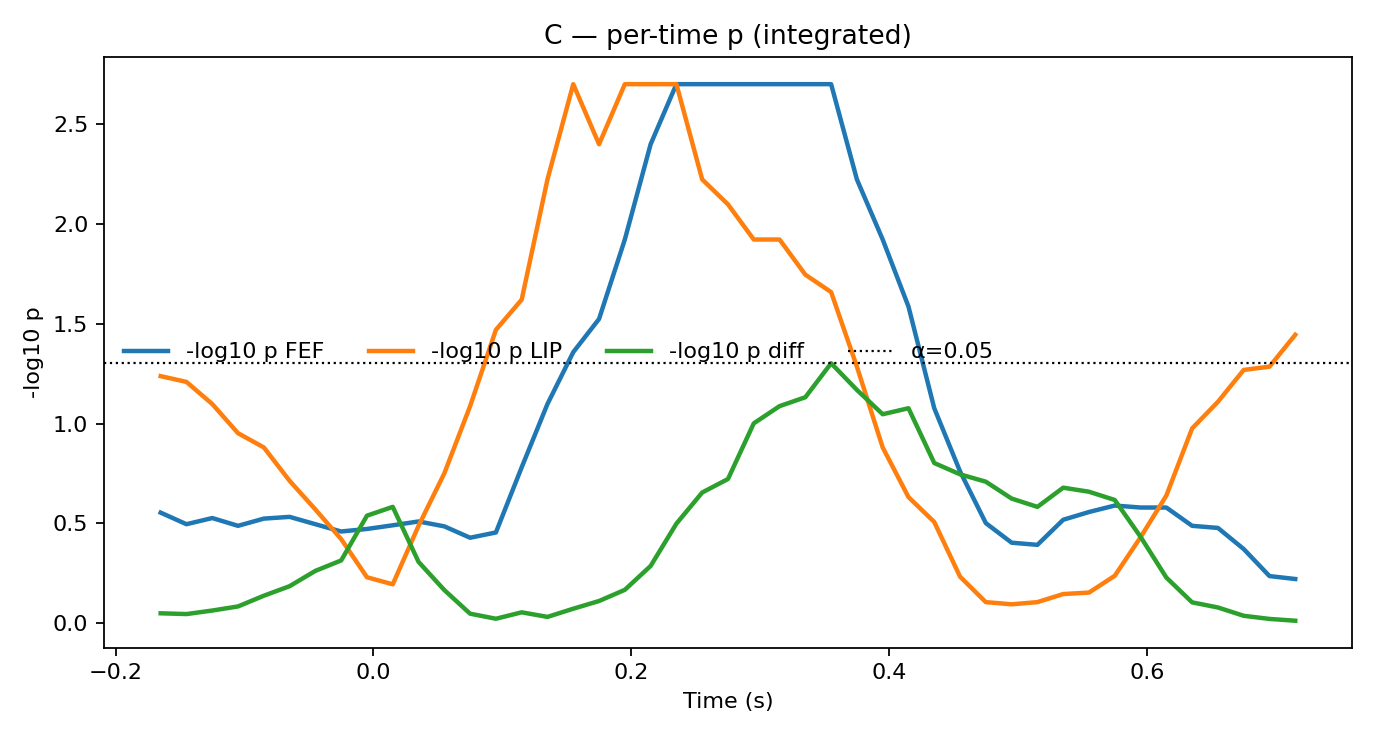 C — per-time p (integrated)
-log10 p
2.5
2.0
1.5
1.0
0.5
0.0
-log10 p FEF -log10 p LIP -log10 p diff α=0.05
−0.2 0.0 0.2 0.4 0.6
Time (s)